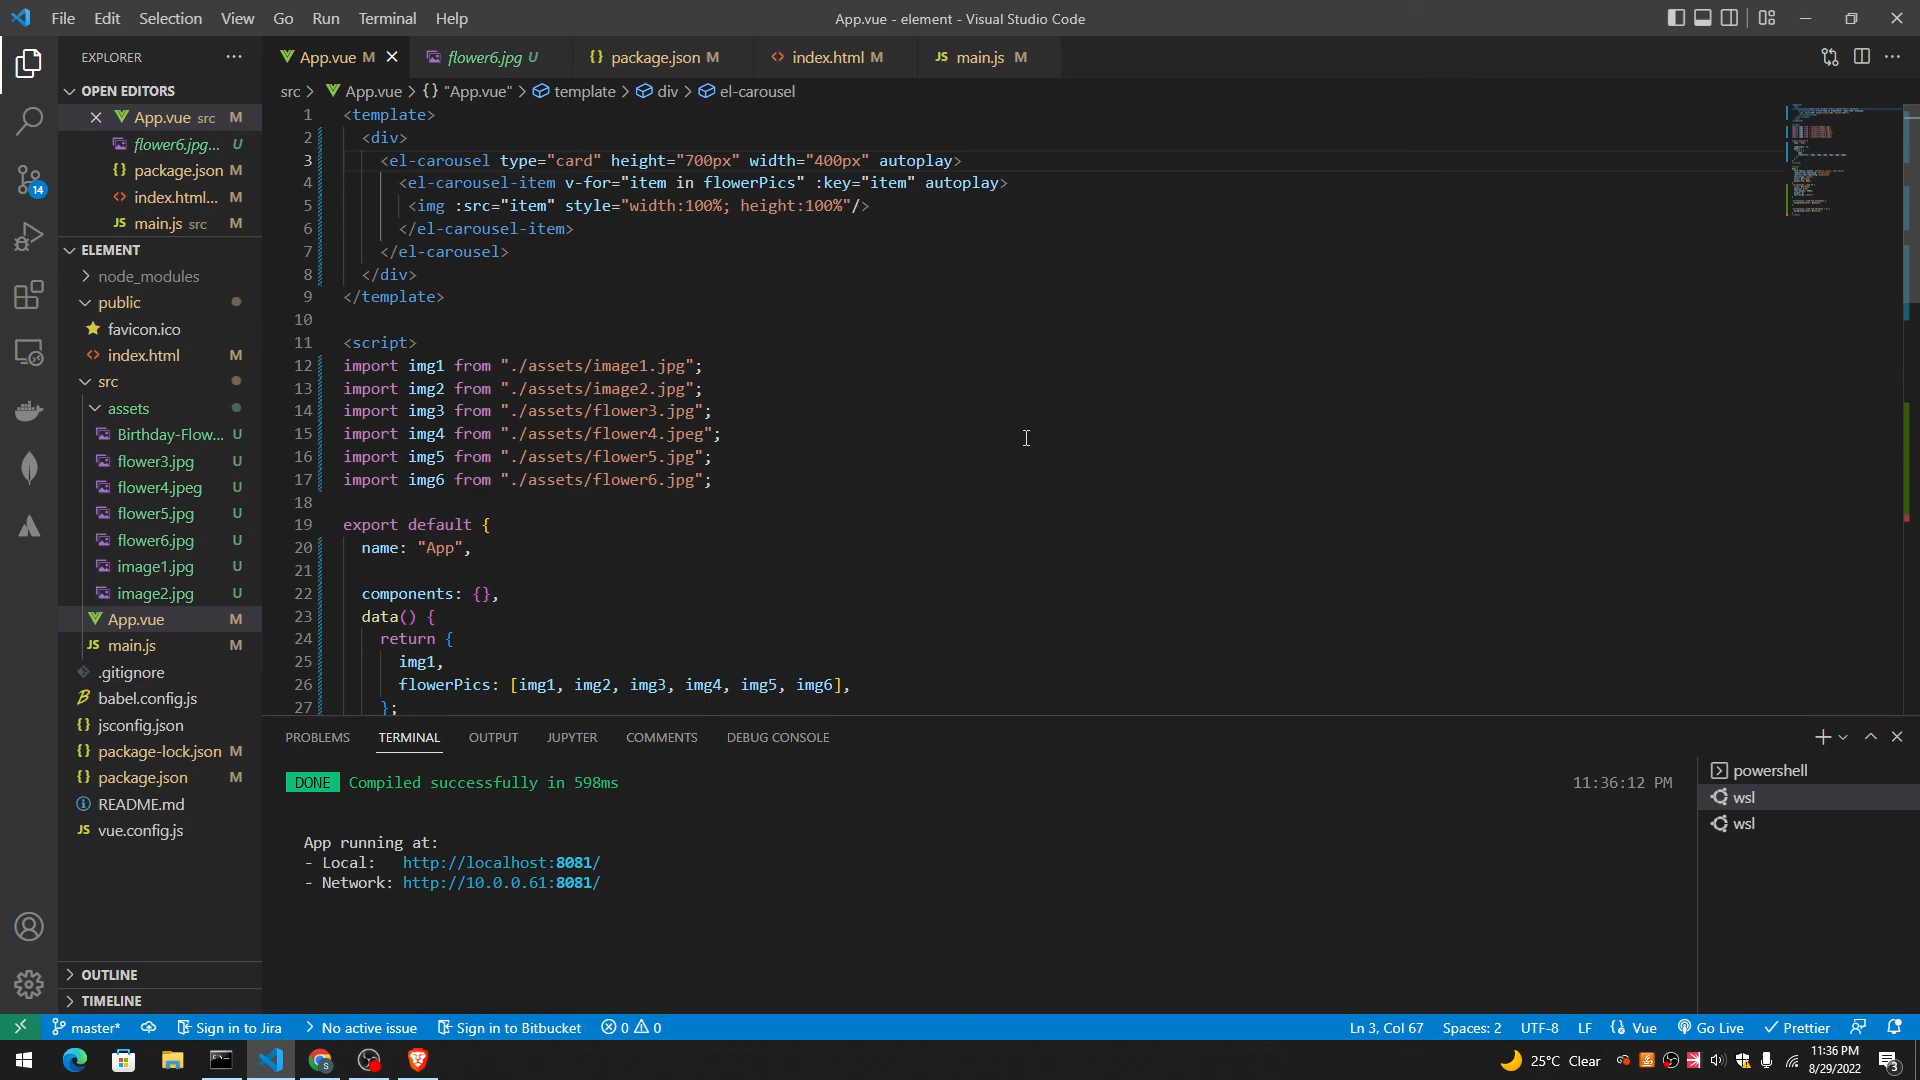 File Edit Selection View Go Run Terminal Help
App.vue - element - Visual Studio Code
EXPLORER
App.vue M
flower6.jpg U
package.json M
index.html M
JS main.js M
OPEN EDITORS
App.vue src M
flower6.jpg... U
package.json M
index.html... M
JS main.js src M
ELEMENT
node_modules
public
favicon.ico
index.html M
src
assets
Birthday-Flow... U
flower3.jpg U
flower4.jpeg U
flower5.jpg U
flower6.jpg U
image1.jpg U
image2.jpg U
App.vue M
JS main.js M
.gitignore
babel.config.js
jsconfig.json
package-lock.json M
package.json M
README.md
JS vue.config.js
OUTLINE
TIMELINE
src > App.vue > {} "App.vue" > template > div > el-carousel
1 <template>
2 <div>
3 <el-carousel type="card" height="700px" width="400px" autoplay>
4 <el-carousel-item v-for="item in flowerPics" :key="item" autoplay>
5 <img :src="item" style="width:100%; height:100%"/>
6 </el-carousel-item>
7 </el-carousel>
8 </div>
9 </template>
10
11 <script>
12 import img1 from "./assets/image1.jpg";
13 import img2 from "./assets/image2.jpg";
14 import img3 from "./assets/flower3.jpg";
15 import img4 from "./assets/flower4.jpeg";
16 import img5 from "./assets/flower5.jpg";
17 import img6 from "./assets/flower6.jpg";
18
19 export default {
20 name: "App",
21
22 components: {},
23 data() {
24 return {
25 img1,
26 flowerPics: [img1, img2, img3, img4, img5, img6],
27 };
PROBLEMS TERMINAL OUTPUT JUPYTER COMMENTS DEBUG CONSOLE
DONE Compiled successfully in 598ms 11:36:12 PM
App running at:
- Local: http://localhost:8081/
- Network: http://10.0.0.61:8081/
powershell
wsl
wsl
14
master* Sign in to Jira No active issue Sign in to Bitbucket 0 0
Ln 3, Col 67 Spaces: 2 UTF-8 LF {} Vue Go Live Prettier
25°C Clear
11:36 PM
8/29/2022
3